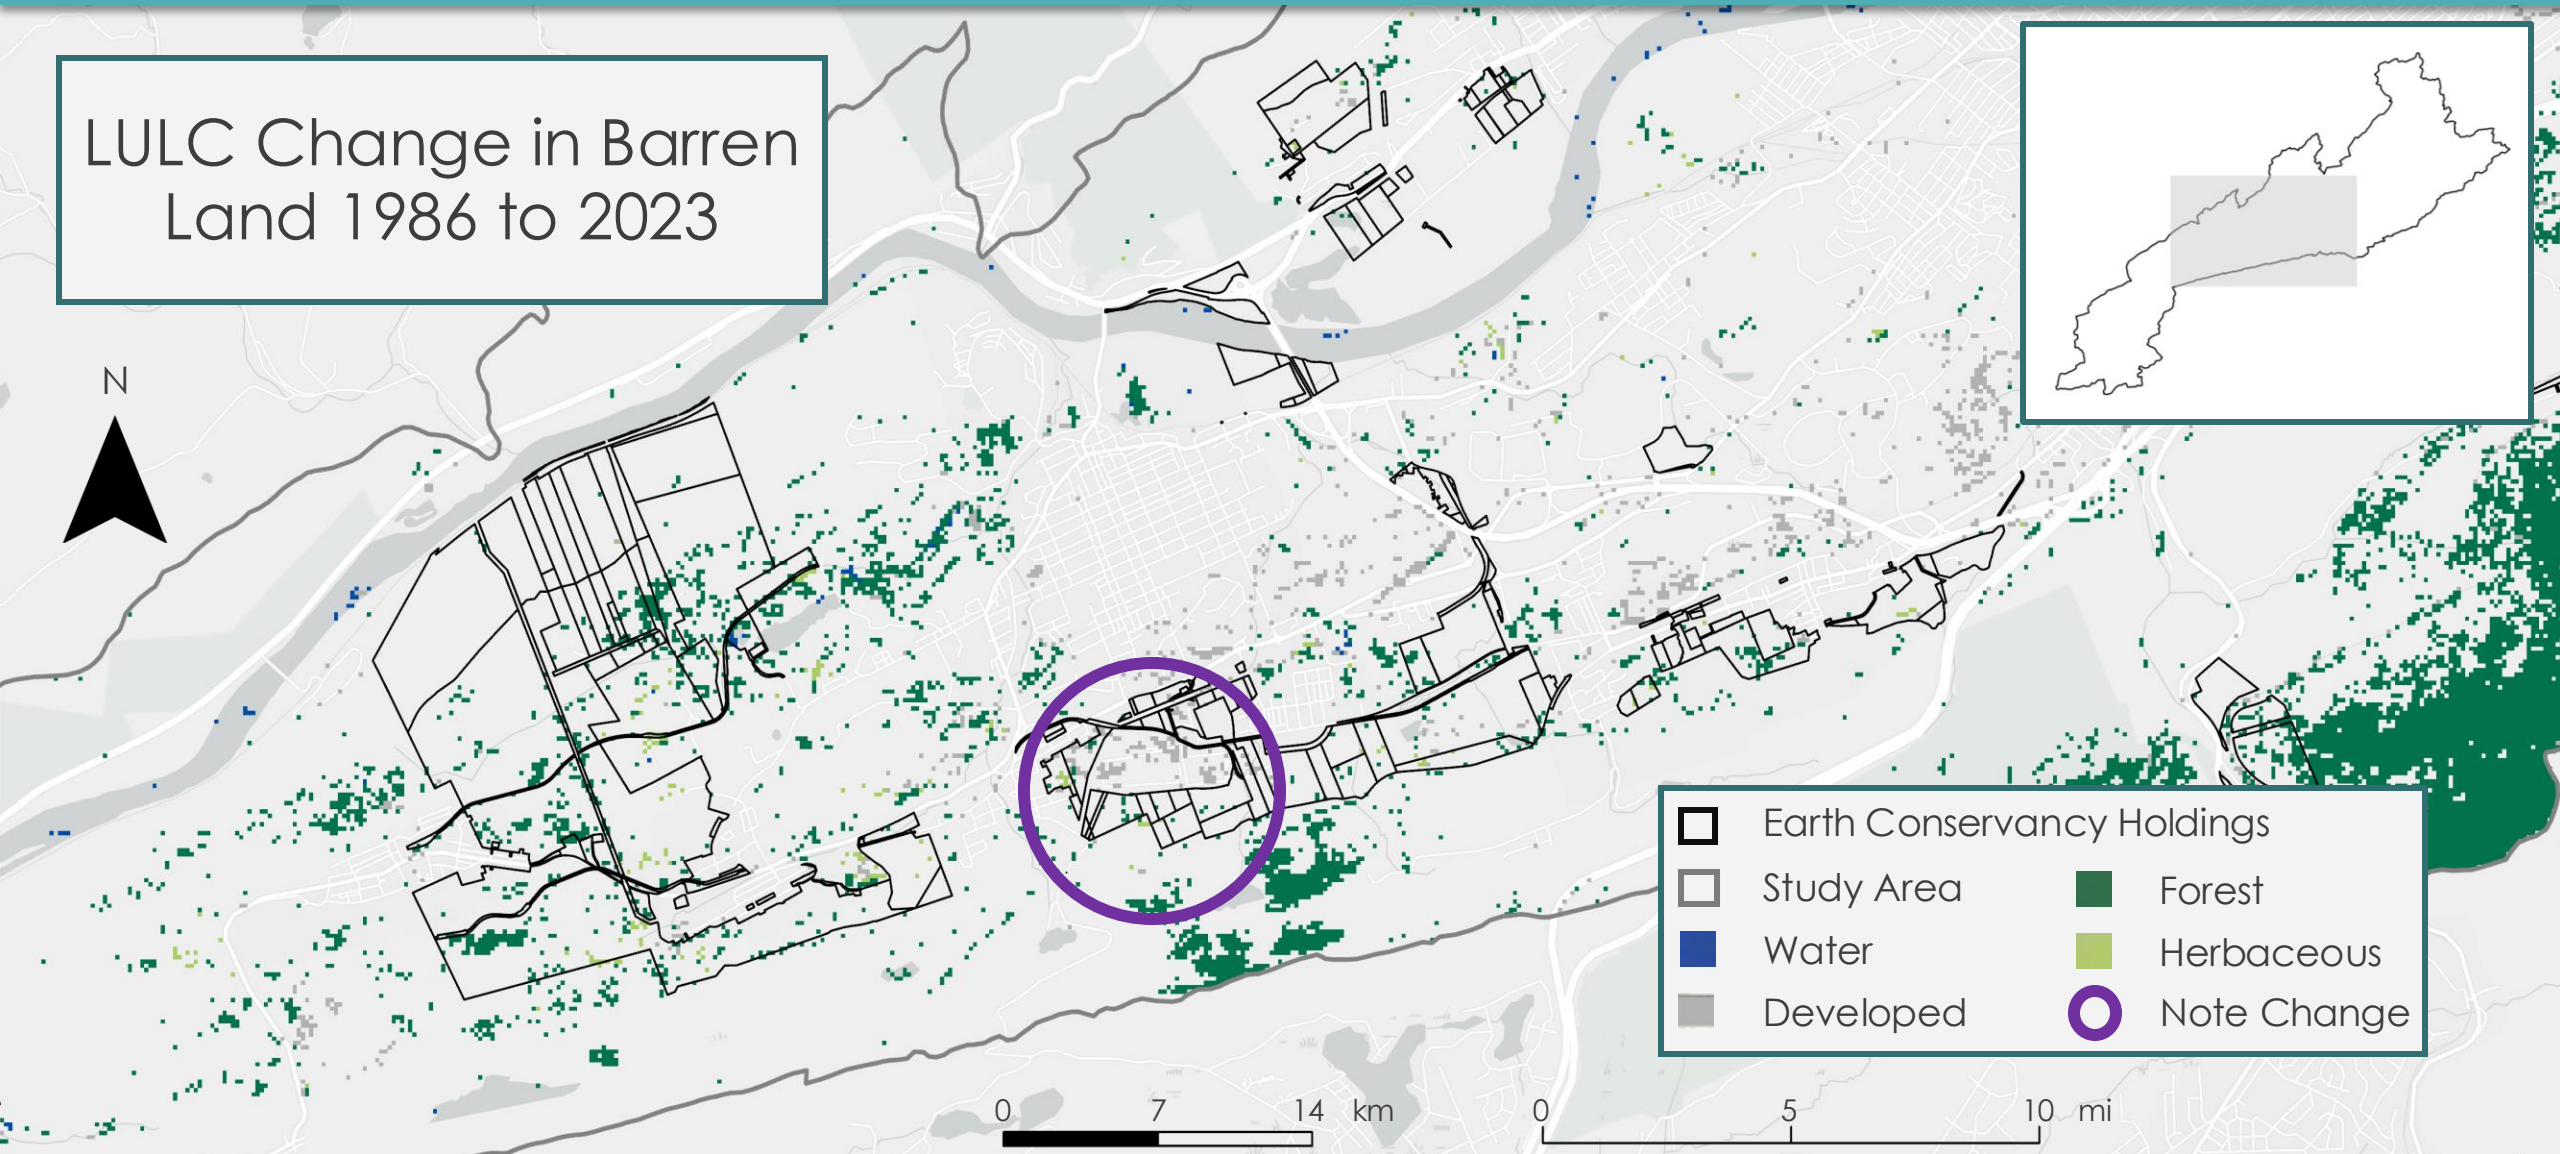 LULC Change in Barren
Land 1986 to 2023
N
Earth Conservancy Holdings
Study Area
Water
Developed
Forest
Herbaceous
Note Change
0 7 14 km
0 5 10 mi